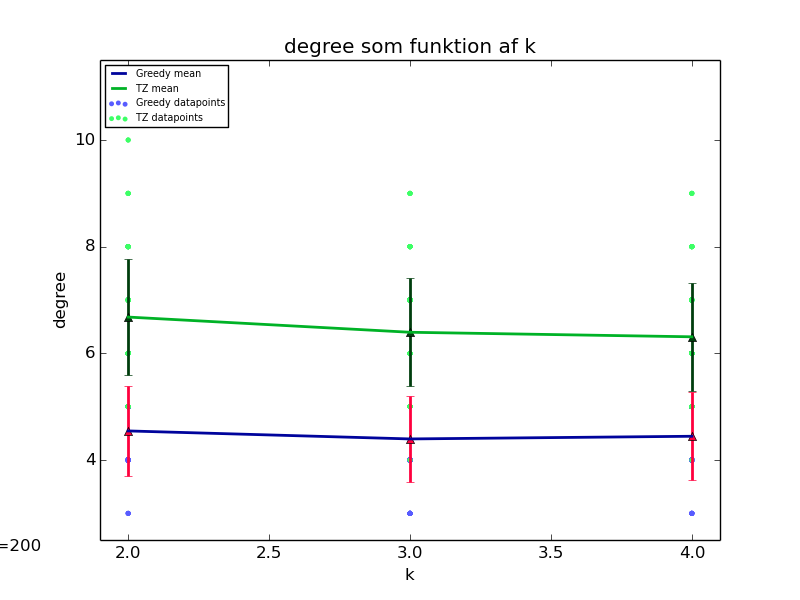 degree som funktion af k
Greedy mean
TZ mean
Greedy datapoints
TZ datapoints
10
8
6
4
degree
=200
2.0 2.5 3.0 3.5 4.0
k